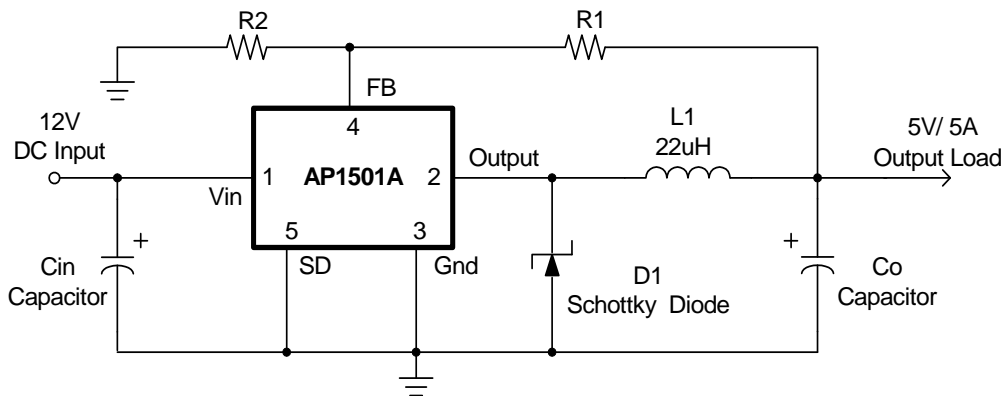 R2
R1
FB
4
12V
DC Input
L1
22uH
5V/ 5A
Output Load
Output
1
AP1501A
2
Vin
5
3
SD
Gnd
+
Cin
Capacitor
D1
Schottky Diode
+
Co
Capacitor